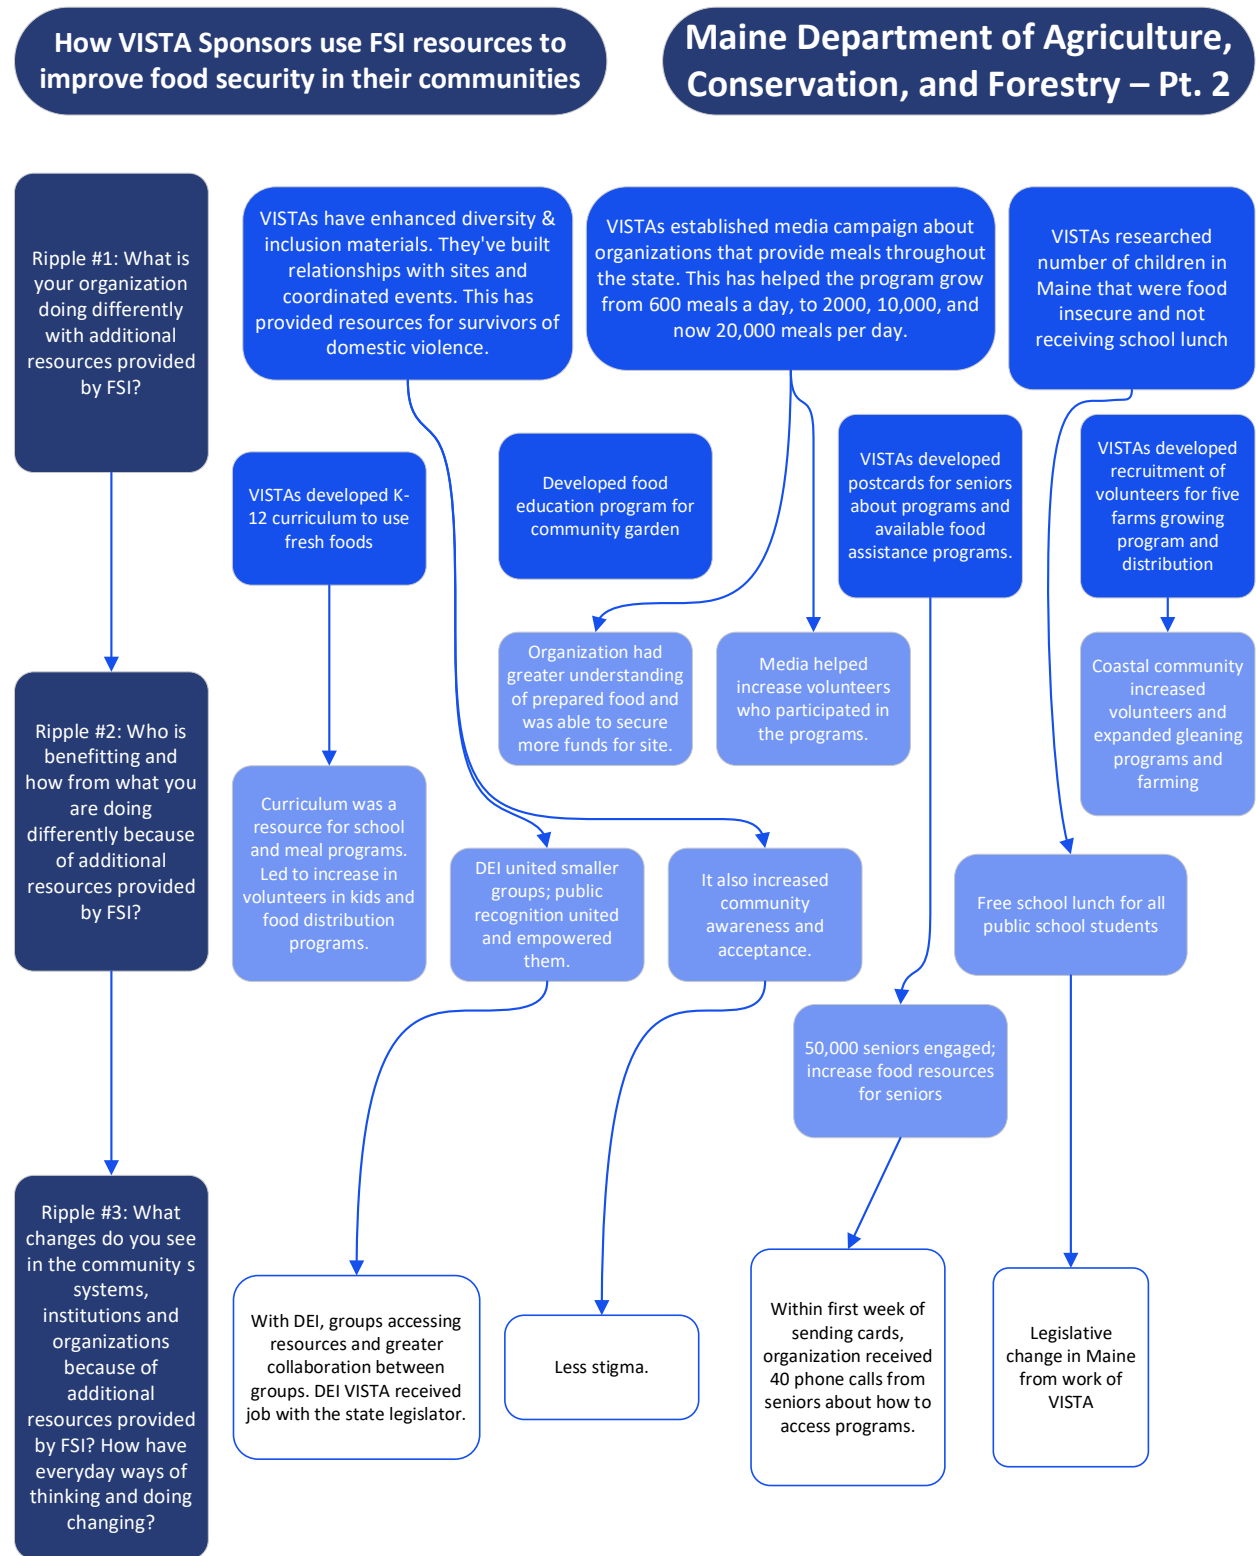 How VISTA Sponsors use FSI resources to
improve food security in their communities
Maine Department of Agriculture,
Conservation, and Forestry – Pt. 2
Ripple #1: What is
your organization
doing differently
with additional
resources provided
by FSI?
VISTAs have enhanced diversity &
inclusion materials. They've built
relationships with sites and
coordinated events. This has
provided resources for survivors of
domestic violence.
VISTAs established media campaign about
organizations that provide meals throughout
the state. This has helped the program grow
from 600 meals a day, to 2000, 10,000, and
now 20,000 meals per day.
VISTAs researched
number of children in
Maine that were food
insecure and not
receiving school lunch
VISTAs developed K-
12 curriculum to use
fresh foods
Developed food
education program for
community garden
VISTAs developed
postcards for seniors
about programs and
available food
assistance programs.
VISTAs developed
recruitment of
volunteers for five
farms growing
program and
distribution
Ripple #2: Who is
benefitting and
how from what you
are doing
differently because
of additional
resources provided
by FSI?
Organization had
greater understanding
of prepared food and
was able to secure
more funds for site.
Media helped
increase volunteers
who participated in
the programs.
Coastal community
increased
volunteers and
expanded gleaning
programs and
farming
Curriculum was a
resource for school
and meal programs.
Led to increase in
volunteers in kids and
food distribution
programs.
DEI united smaller
groups; public
recognition united
and empowered
them.
It also increased
community
awareness and
acceptance.
Free school lunch for all
public school students
50,000 seniors engaged;
increase food resources
for seniors
Ripple #3: What
changes do you see
in the community s
systems,
institutions and
organizations
because of
additional
resources provided
by FSI? How have
everyday ways of
thinking and doing
changing?
With DEI, groups accessing
resources and greater
collaboration between
groups. DEI VISTA received
job with the state legislator.
Less stigma.
Within first week of
sending cards,
organization received
40 phone calls from
seniors about how to
access programs.
Legislative
change in Maine
from work of
VISTA